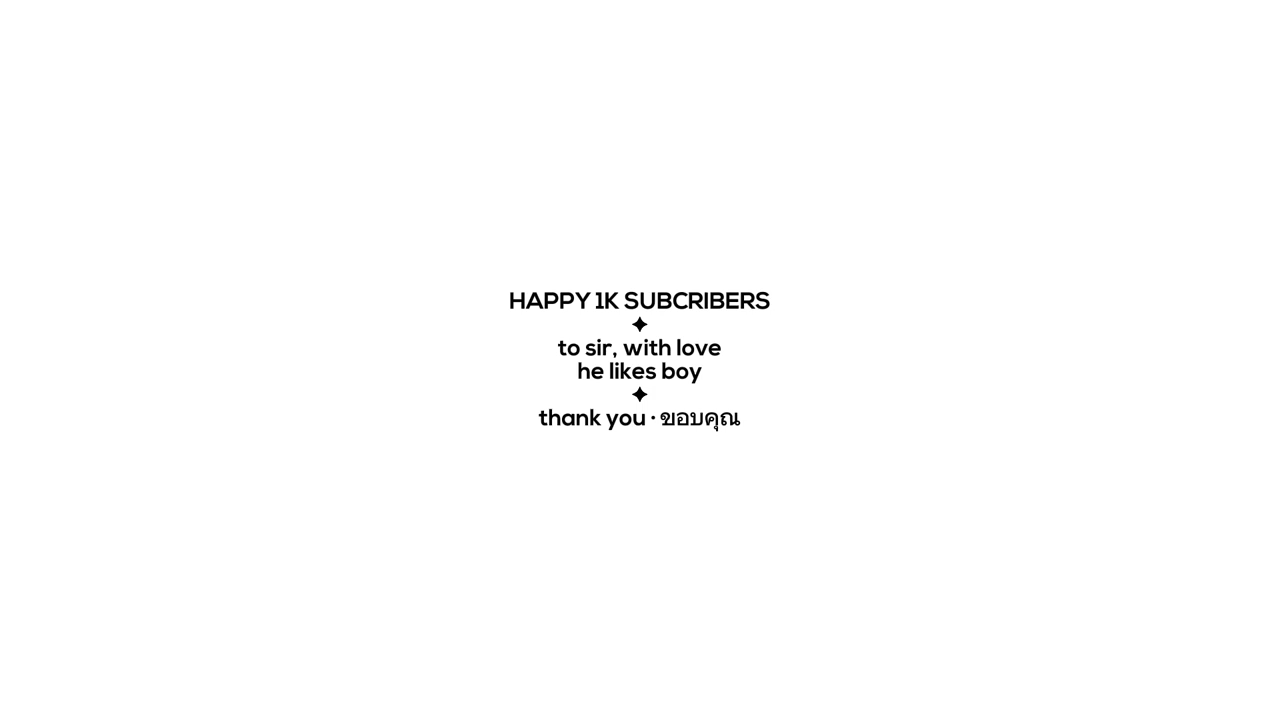 HAPPY 1K SUBCRIBERS
✦
to sir, with love
he likes boy
✦
thank you · ขอบคุณ